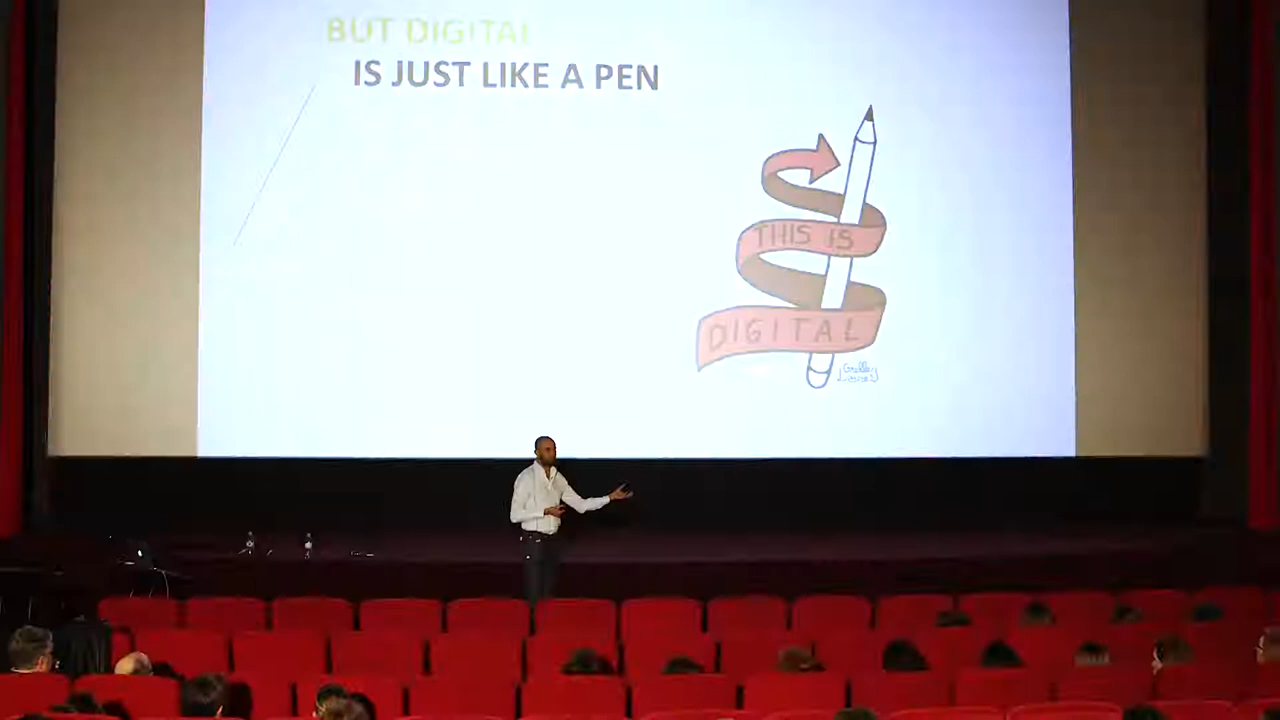 BUT DIGITAL
IS JUST LIKE A PEN
THIS IS
DIGITAL